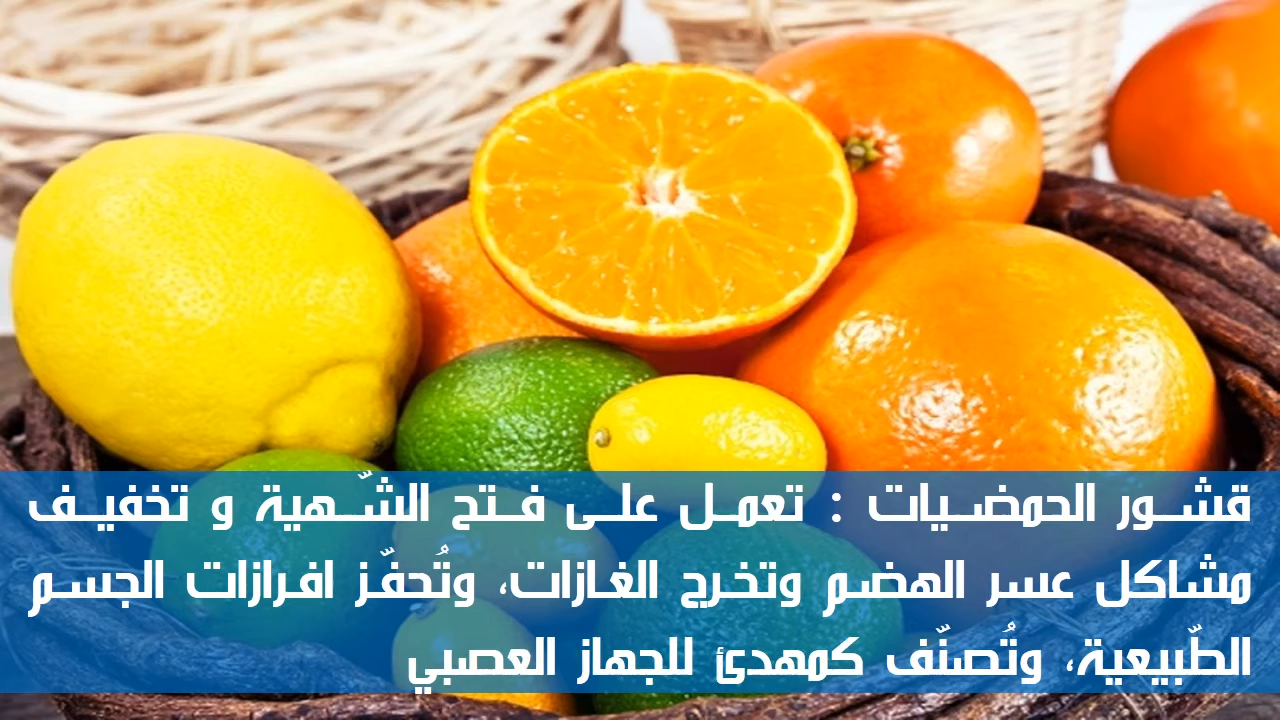 قشور الحمضيات : تعمل على فتح الشّهية و تخفيف
مشاكل عسر الهضم وتخرج الغازات، وتُحفّز افرازات الجسم
الطّبيعية، وتُصنّف كمهدئ للجهاز العصبي